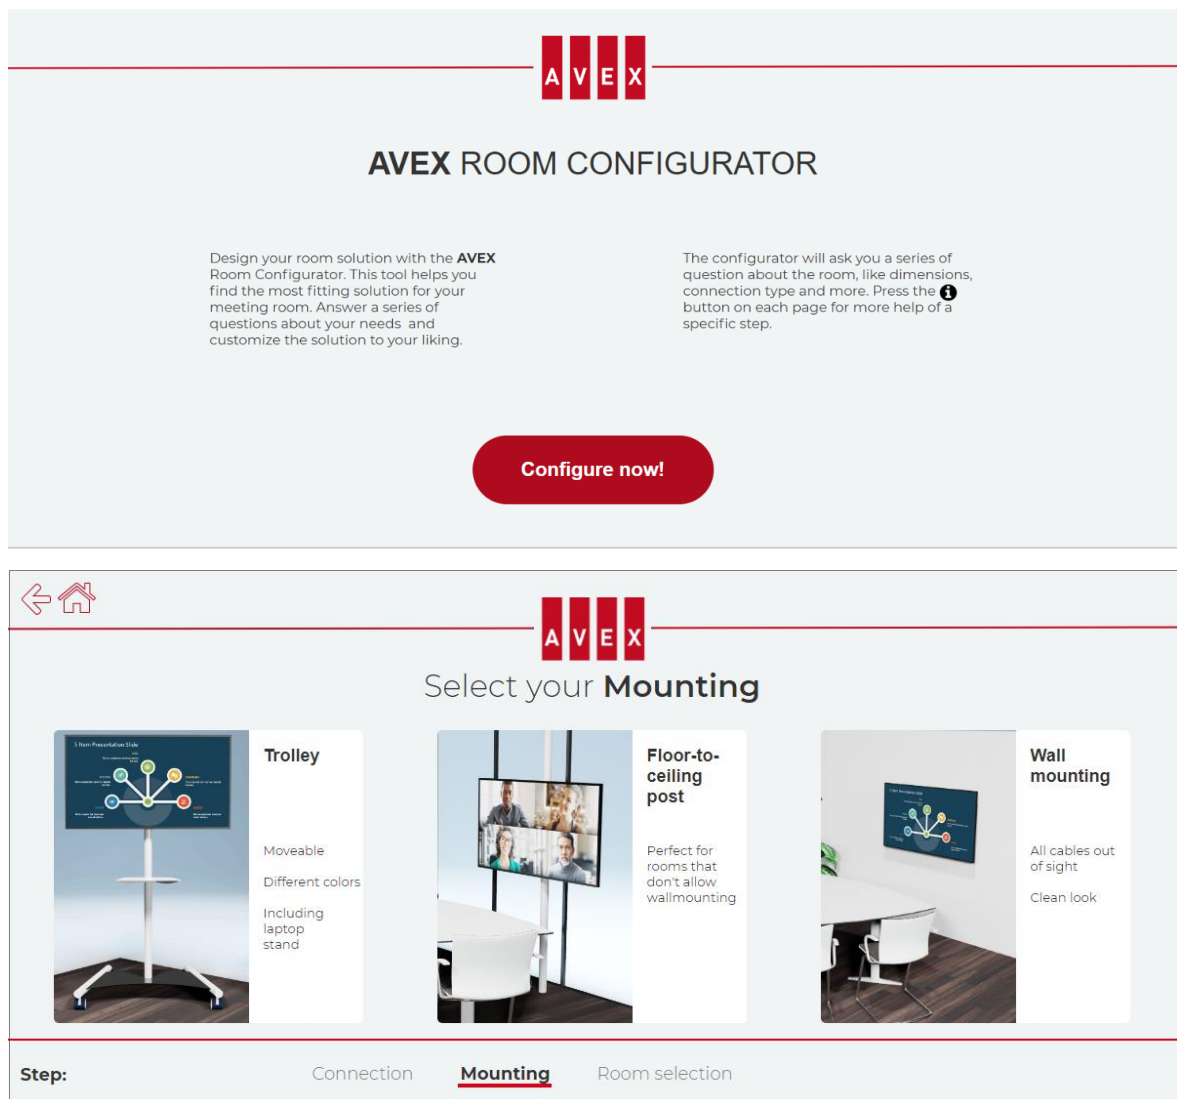 A V E X
AVEX ROOM CONFIGURATOR
Design your room solution with the AVEX
Room Configurator. This tool helps you
find the most fitting solution for your
meeting room. Answer a series of
questions about your needs and
customize the solution to your liking.
The configurator will ask you a series of
question about the room, like dimensions,
connection type and more. Press the
button on each page for more help of a
specific step.
Configure now!
A V E X
Select your Mounting
5 Item Presentation Slide
Trolley
Moveable
Different colors
Including
laptop
stand
Floor-to-
ceiling
post
Perfect for
rooms that
don't allow
wallmounting
Wall
mounting
All cables out
of sight
Clean look
Step:
Connection
Mounting
Room selection